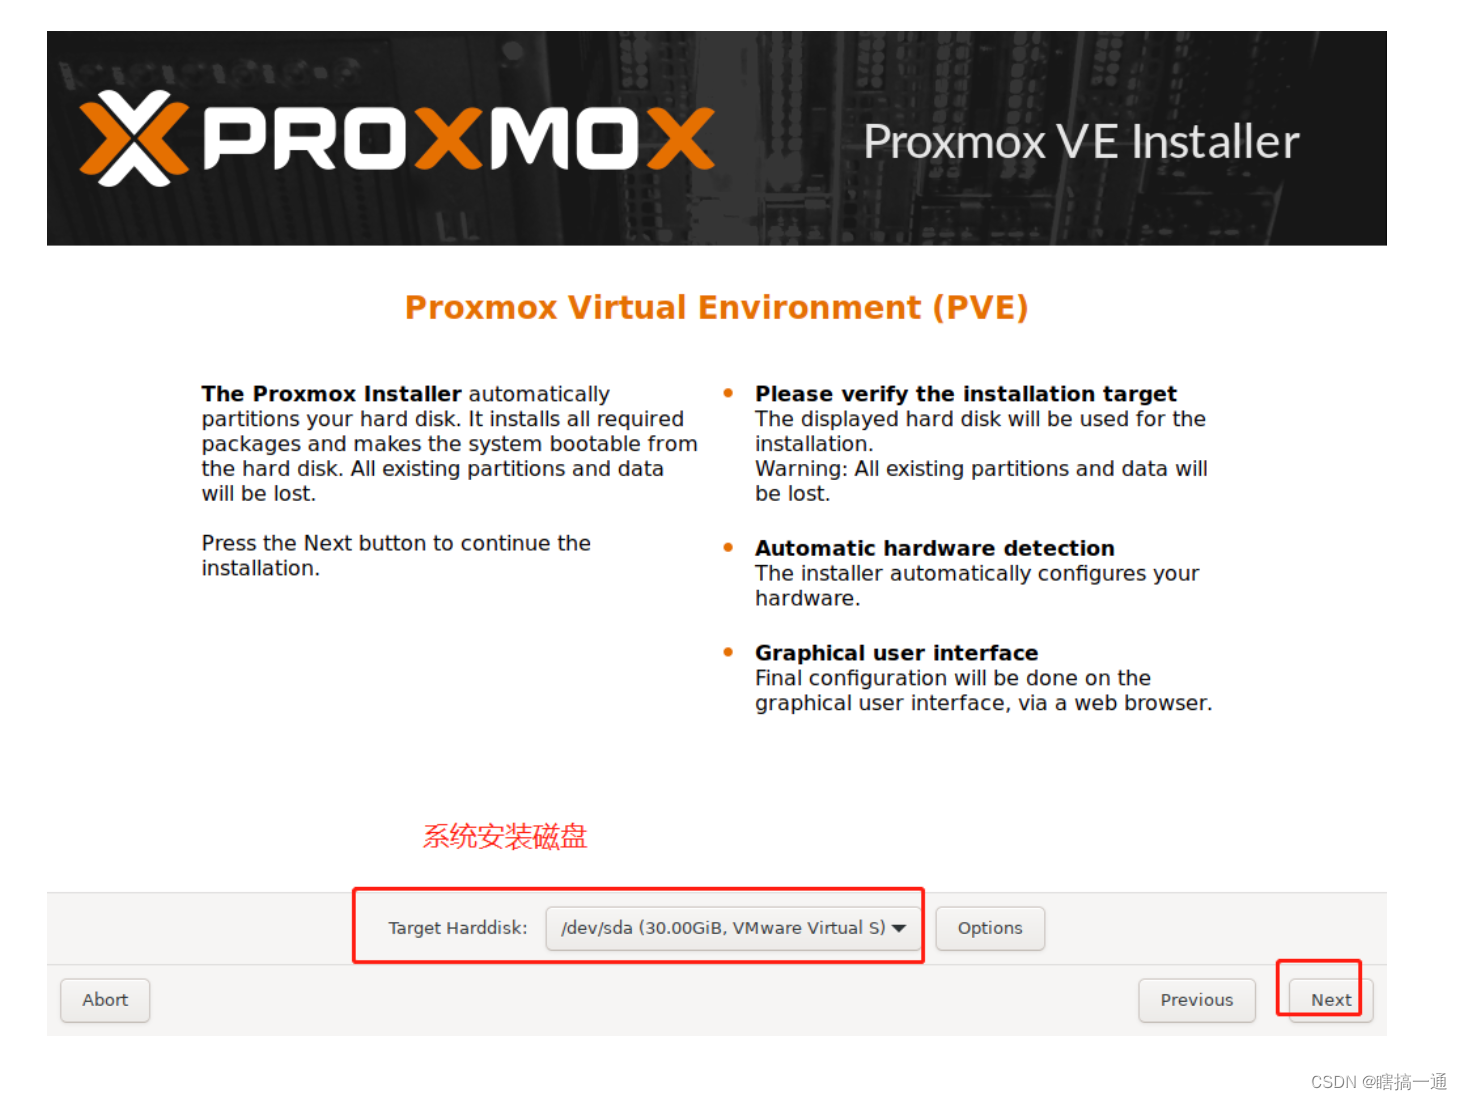 PROXMOX
Proxmox VE Installer
Proxmox Virtual Environment (PVE)
The Proxmox Installer automatically
partitions your hard disk. It installs all required
packages and makes the system bootable from
the hard disk. All existing partitions and data
will be lost.
Press the Next button to continue the
installation.
Please verify the installation target
The displayed hard disk will be used for the
installation.
Warning: All existing partitions and data will
be lost.
Automatic hardware detection
The installer automatically configures your
hardware.
Graphical user interface
Final configuration will be done on the
graphical user interface, via a web browser.
系统安装磁盘
Target Harddisk: /dev/sda (30.00GiB, VMware Virtual S) Options
Abort Previous Next
CSDN @瞎搞一通